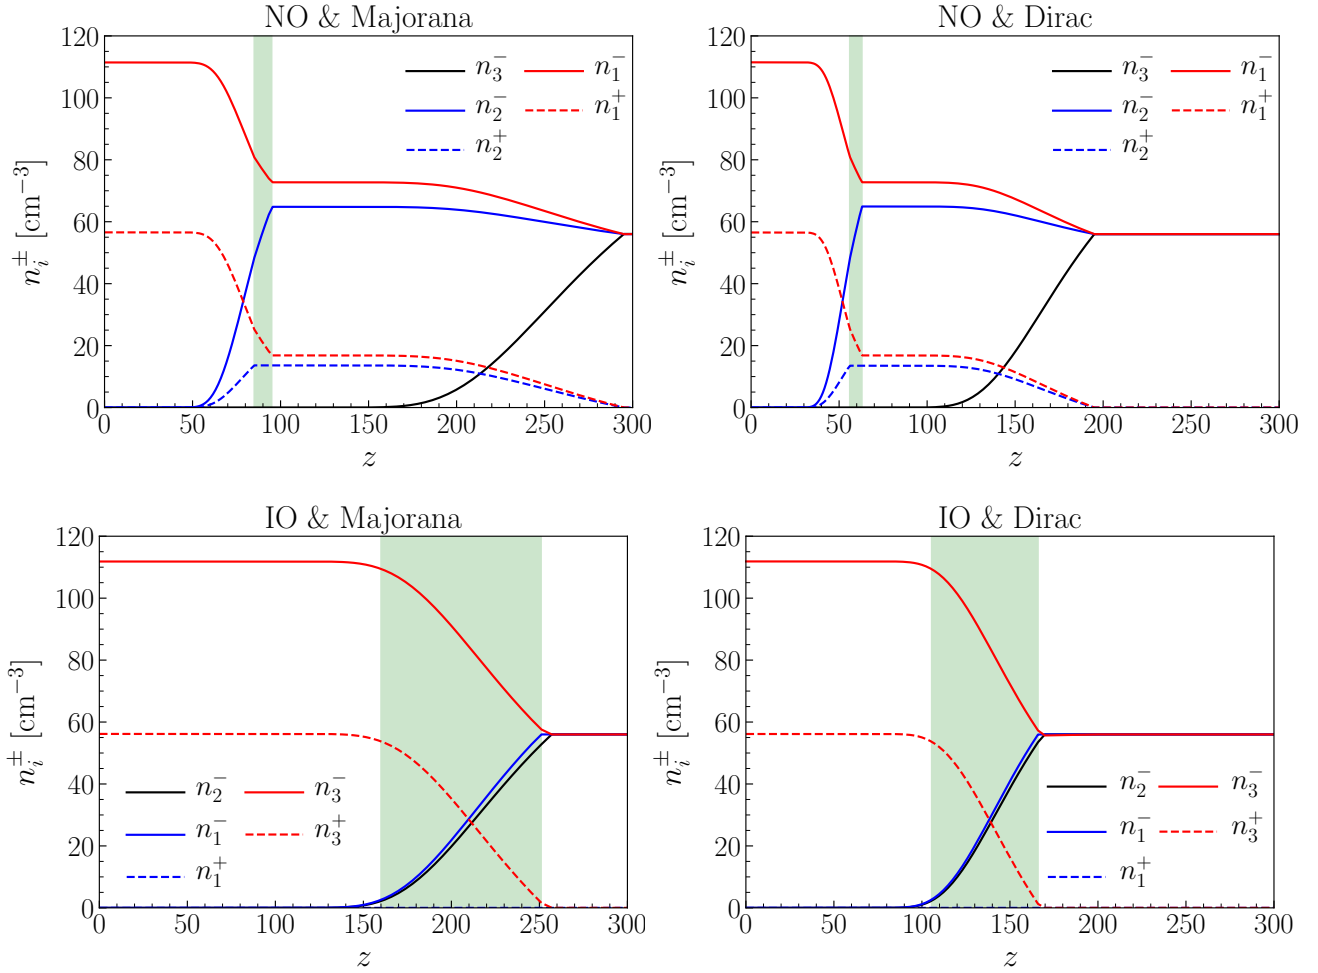 NO & Majorana
n_i^± [cm^−3]
120
100
80
60
40
20
0
n_3^− n_1^−
n_2^− n_1^+
n_2^+
0 50 100 150 200 250 300
z
NO & Dirac
n_i^± [cm^−3]
120
100
80
60
40
20
0
n_3^− n_1^−
n_2^− n_1^+
n_2^+
0 50 100 150 200 250 300
z
IO & Majorana
n_i^± [cm^−3]
120
100
80
60
40
20
0
n_2^− n_3^−
n_1^− n_3^+
n_1^+
0 50 100 150 200 250 300
z
IO & Dirac
n_i^± [cm^−3]
120
100
80
60
40
20
0
n_2^− n_3^−
n_1^− n_3^+
n_1^+
0 50 100 150 200 250 300
z